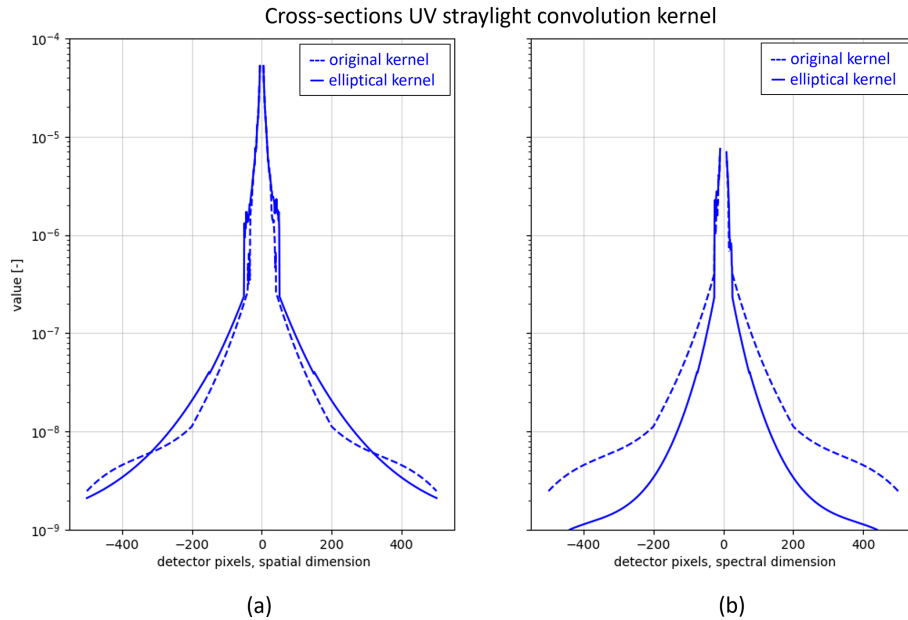 Cross-sections UV straylight convolution kernel
original kernel
elliptical kernel
10⁻⁴
10⁻⁵
10⁻⁶
10⁻⁷
10⁻⁸
10⁻⁹
value [-]
−400 −200 0 200 400
detector pixels, spatial dimension
(a)
original kernel
elliptical kernel
−400 −200 0 200 400
detector pixels, spectral dimension
(b)